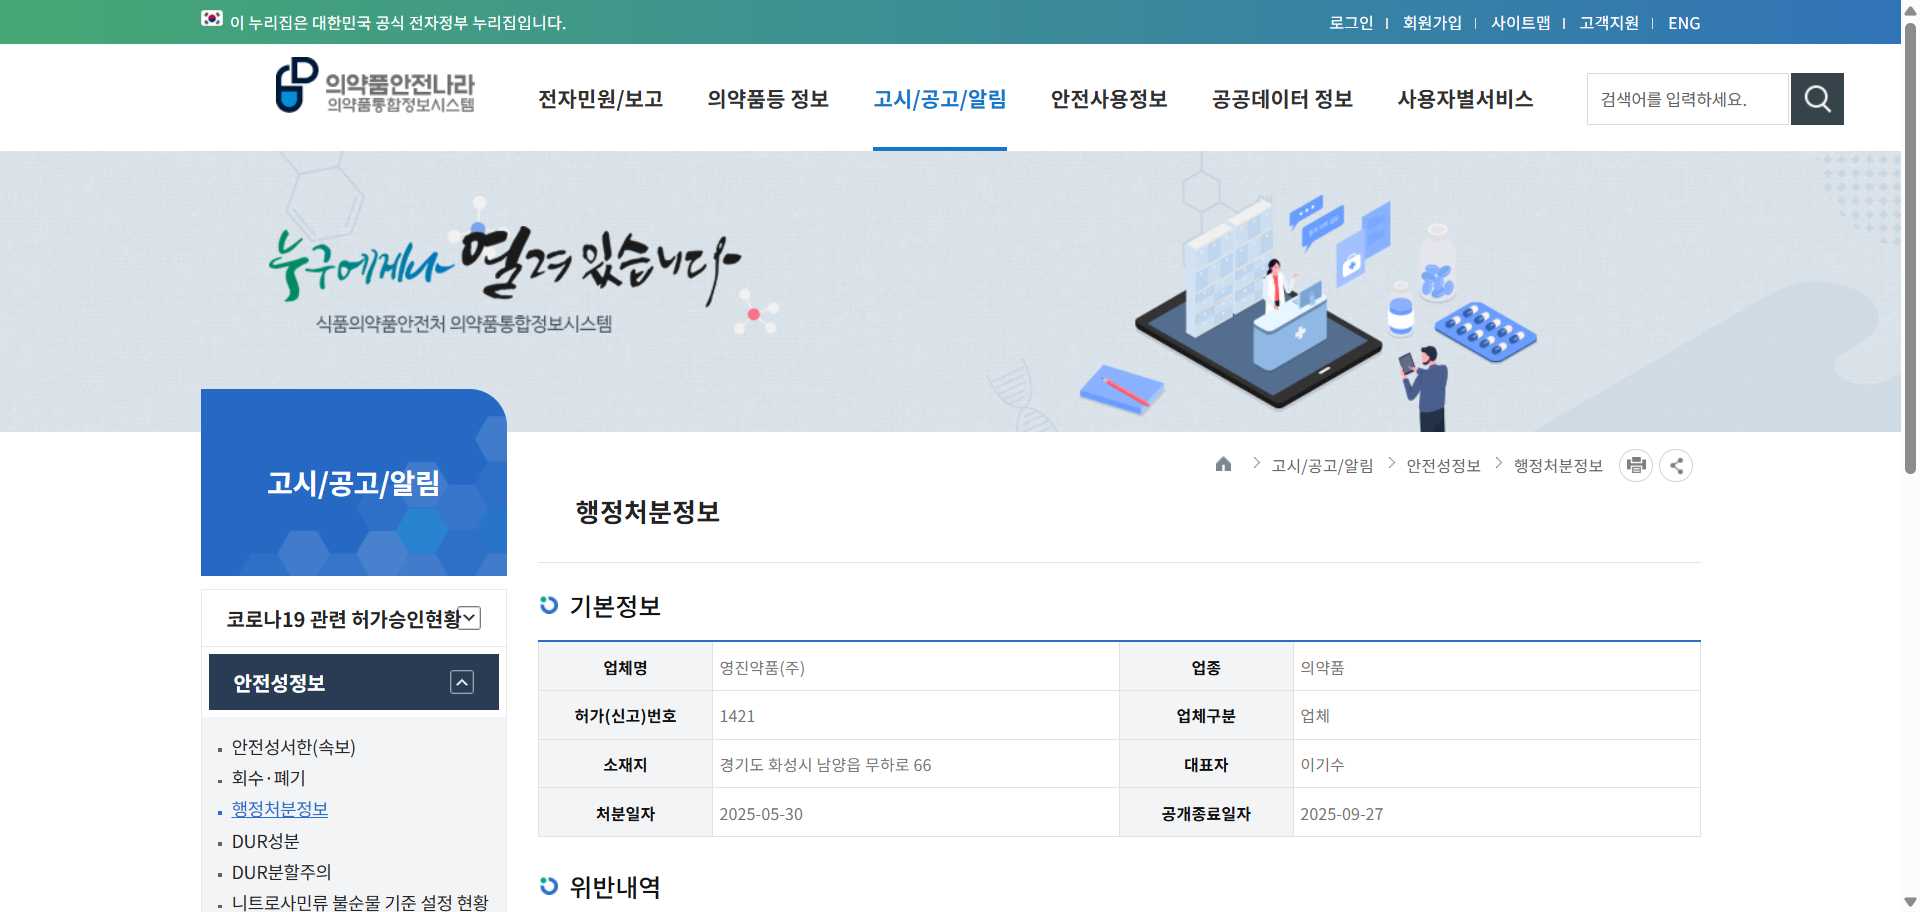 이 누리집은 대한민국 공식 전자정부 누리집입니다.
로그인 회원가입 사이트맵 고객지원 ENG
의약품안전나라
의약품통합정보시스템
전자민원/보고 의약품등 정보 고시/공고/알림 안전사용정보 공공데이터 정보 사용자별서비스
검색어를 입력하세요.
누구에게나 열려 있습니다
식품의약품안전처 의약품통합정보시스템
고시/공고/알림
고시/공고/알림 안전성정보 행정처분정보
행정처분정보
코로나19 관련 허가승인현황
안전성정보
안전성서한(속보)
회수·폐기
행정처분정보
DUR성분
DUR분할주의
니트로사민류 불순물 기준 설정 현황
기본정보
업체명 영진약품(주) 업종 의약품
허가(신고)번호 1421 업체구분 업체
소재지 경기도 화성시 남양읍 무하로 66 대표자 이기수
처분일자 2025-05-30 공개종료일자 2025-09-27
위반내역